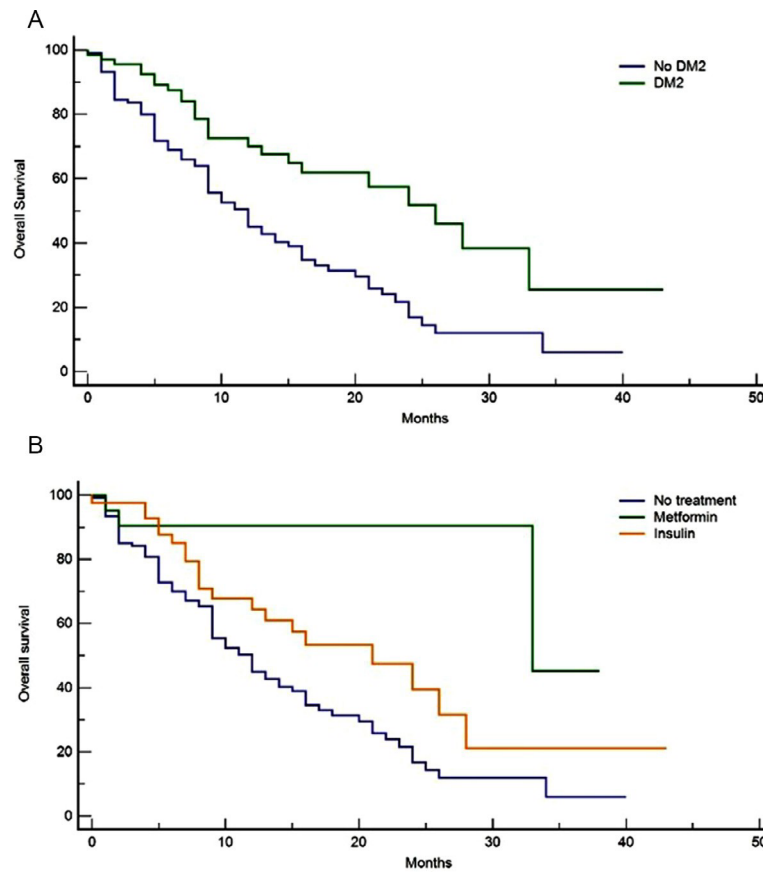 A
100
80
60
40
20
0
Overall Survival
No DM2
DM2
0 10 20 30 40 50
Months
B
100
80
60
40
20
0
Overall survival
No treatment
Metformin
Insulin
0 10 20 30 40 50
Months